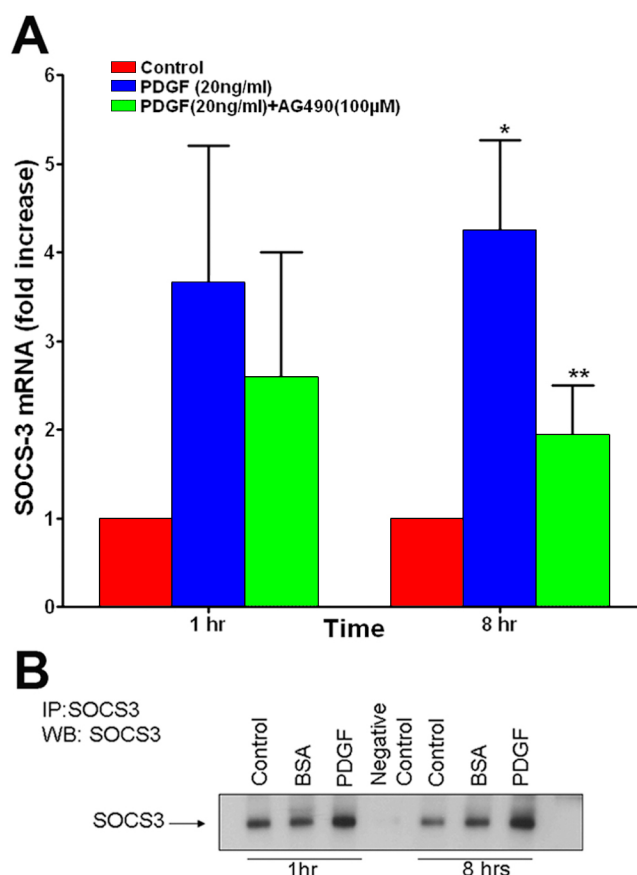 A
Control
PDGF (20ng/ml)
PDGF(20ng/ml)+AG490(100µM)
SOCS-3 mRNA (fold increase)
6
5
4
3
2
1
0
*
**
1 hr
Time
8 hr
B
IP:SOCS3
WB: SOCS3
Control
BSA
PDGF
Negative
Control
Control
BSA
PDGF
SOCS3
1hr
8 hrs